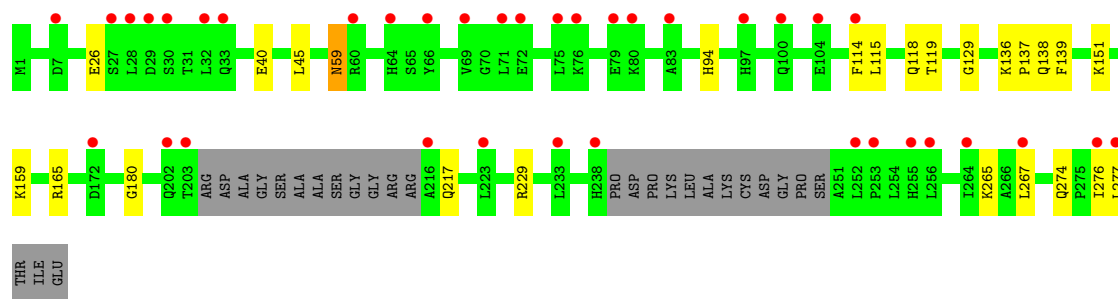 M1 D7 E26 S27 L28 D29 S30 T31 L32 Q33 E40 L45 N59 R60 H64 S65 Y66 V69 G70 L71 E72 L75 K76 E79 K80 A83 H94 H97 Q100 E104 F114 L115 Q118 T119 G129 K136 P137 Q138 F139 K151
K159 R165 D172 G180 Q202 T203 ARG ASP ALA GLY SER ALA ALA SER GLY GLY ARG ARG A216 Q217 L223 R229 L233 H238 PRO ASP PRO LYS LEU ALA LYS CYS ASP GLY PRO SER A251 L252 P253 L254 H255 L256 I264 K265 A266 L267 Q274 P275 I276 L277
THR ILE GLU